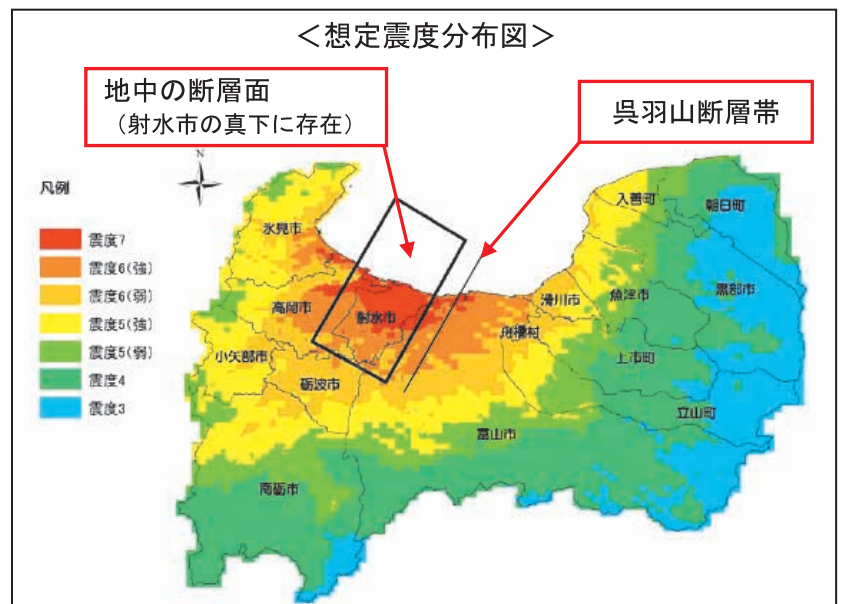 ＜想定震度分布図＞
地中の断層面
（射水市の真下に存在）
呉羽山断層帯
N
凡例
震度7
震度6(強)
震度6(弱)
震度5(強)
震度5(弱)
震度4
震度3
入善町
朝日町
氷見市
黒部市
魚津市
滑川市
高岡市
射水市
舟橋村
小矢部市
上市町
砺波市
立山町
富山市
南砺市